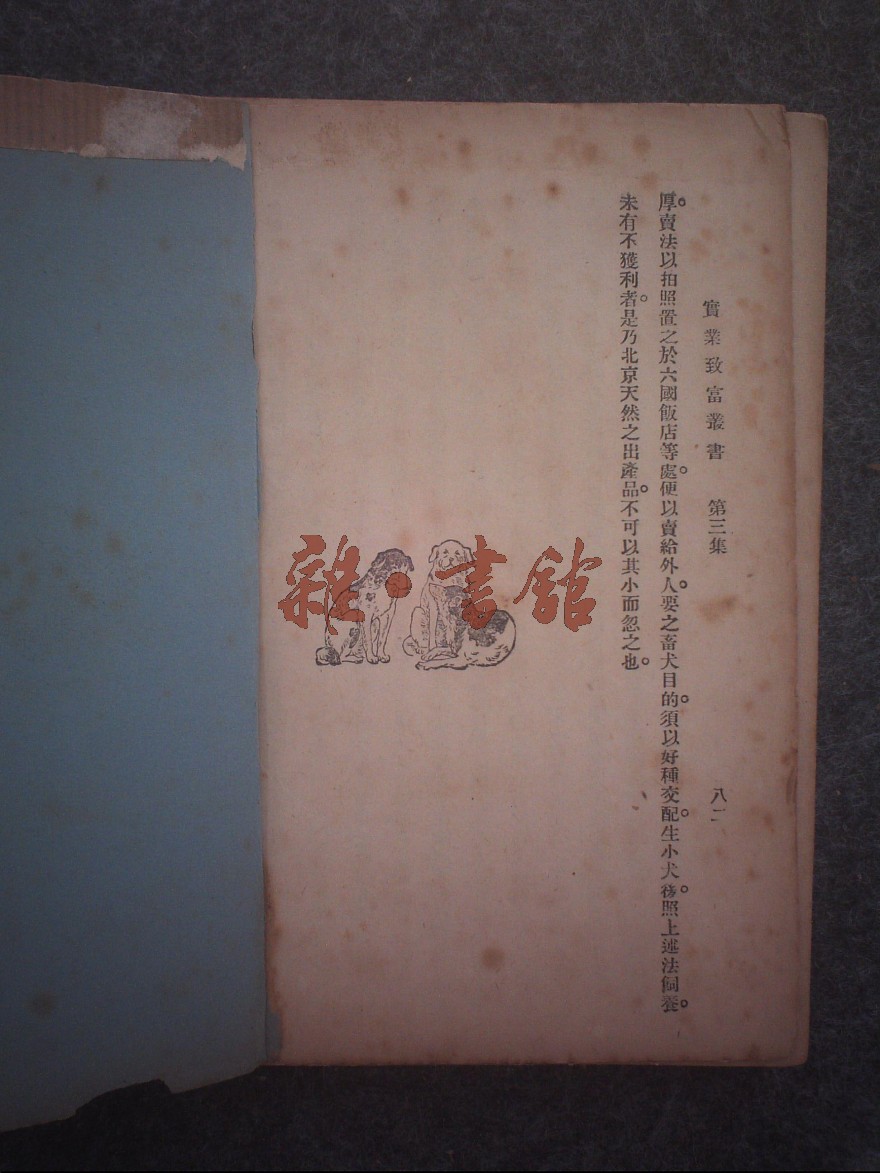 實業致富叢書 第三集 八二
厚。賣法以拍照置之於六國飯店等處。便以賣給外人。要之畜犬目的。須以好種交配。生小犬後。照上述法飼養。
未有不獲利者。是乃北京天然之出產品。不可以其小而忽之也。
雜·書館